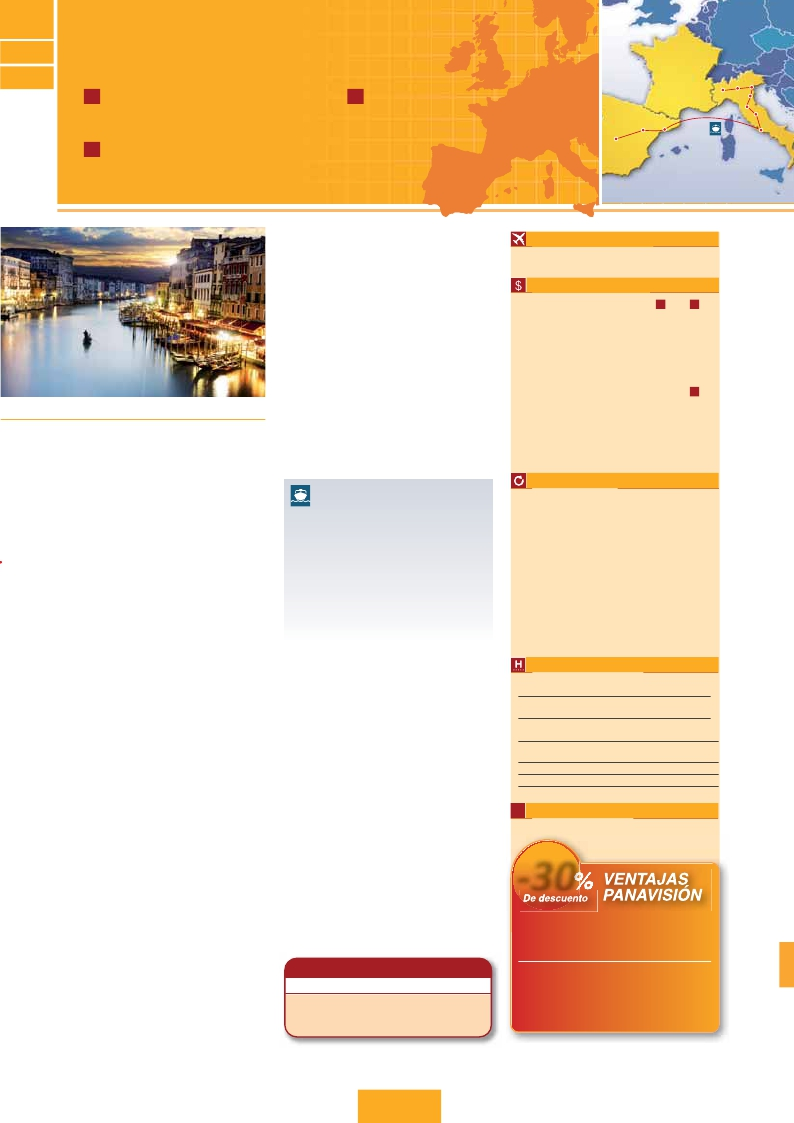 $
H
-30%
De descuento
VENTAJAS
PANAVISIÓN